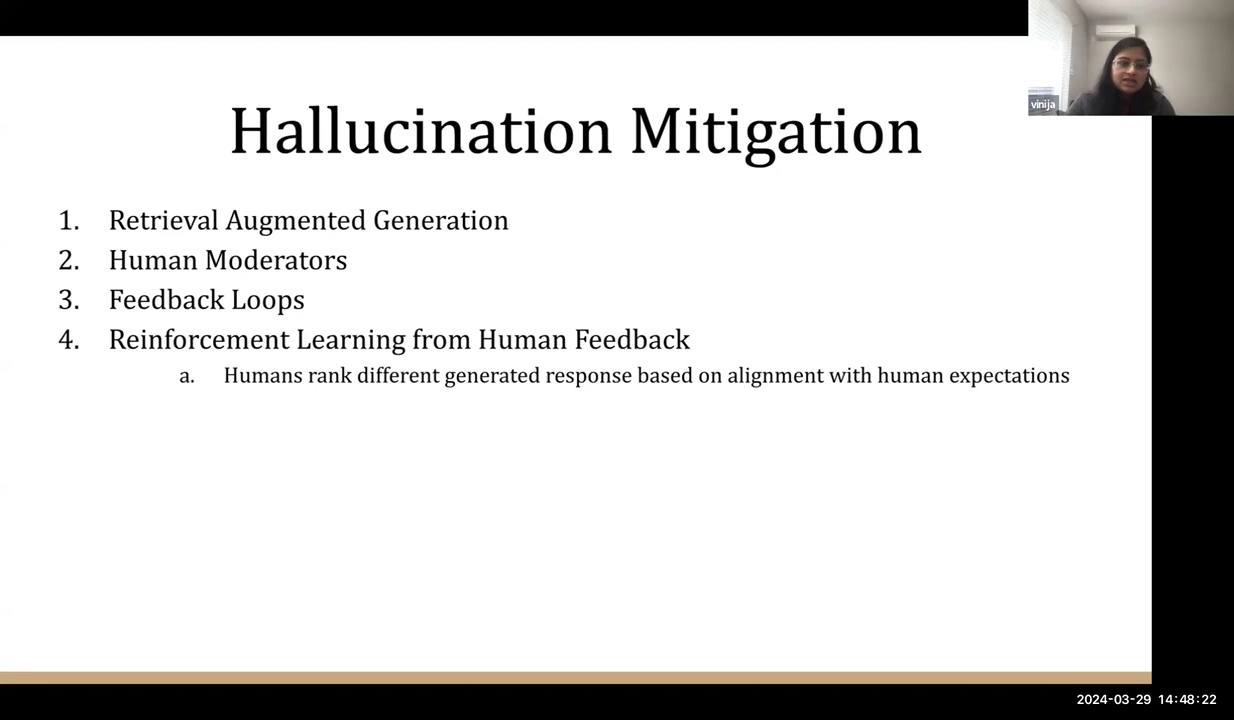 Hallucination Mitigation
vinija
1. Retrieval Augmented Generation
2. Human Moderators
3. Feedback Loops
4. Reinforcement Learning from Human Feedback
a. Humans rank different generated response based on alignment with human expectations
2024-03-29 14:48:22